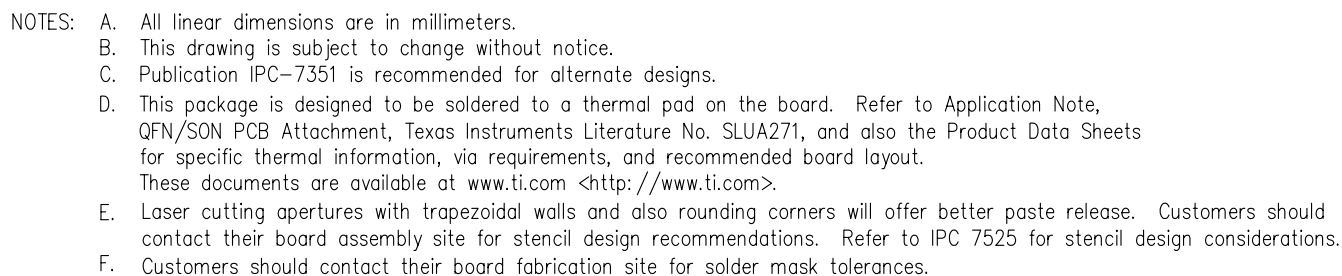 NOTES: A. All linear dimensions are in millimeters.
B. This drawing is subject to change without notice.
C. Publication IPC-7351 is recommended for alternate designs.
D. This package is designed to be soldered to a thermal pad on the board. Refer to Application Note,
QFN/SON PCB Attachment, Texas Instruments Literature No. SLUA271, and also the Product Data Sheets
for specific thermal information, via requirements, and recommended board layout.
These documents are available at www.ti.com <http://www.ti.com>.
E. Laser cutting apertures with trapezoidal walls and also rounding corners will offer better paste release. Customers should
contact their board assembly site for stencil design recommendations. Refer to IPC 7525 for stencil design considerations.
F. Customers should contact their board fabrication site for solder mask tolerances.